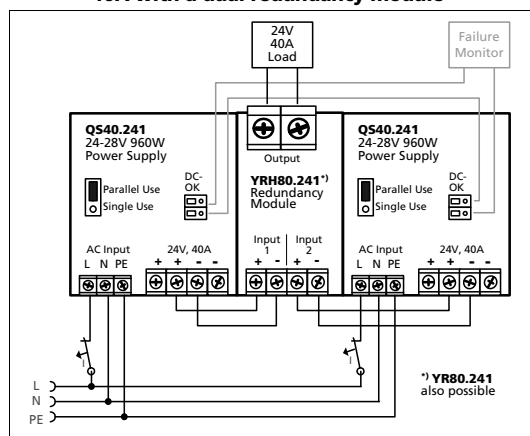 with a dual redundancy module
24V
40A
Load
Failure
Monitor
QS40.241
24-28V 960W
Power Supply
DC-
OK
Parallel Use
Single Use
AC Input
L N PE
24V, 40A
+ + - -
Output
YRH80.241*)
Redundancy
Module
Input
1
Input
2
+ - + -
QS40.241
24-28V 960W
Power Supply
DC-
OK
Parallel Use
Single Use
AC Input
L N PE
24V, 40A
+ + - -
I
I
L
N
PE
*) YR80.241
also possible